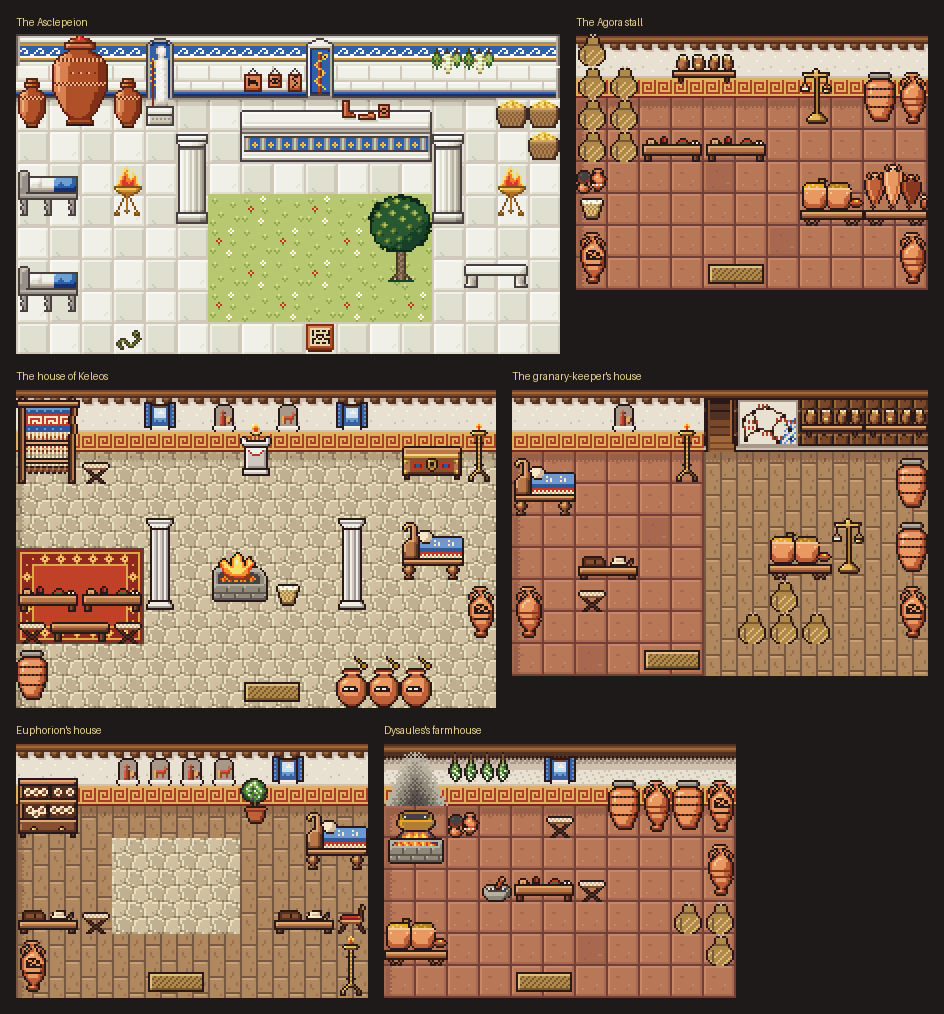 The Asclepeion
The Agora stall
The house of Keleos
The granary-keeper's house
Euphorion's house
Dysaules's farmhouse